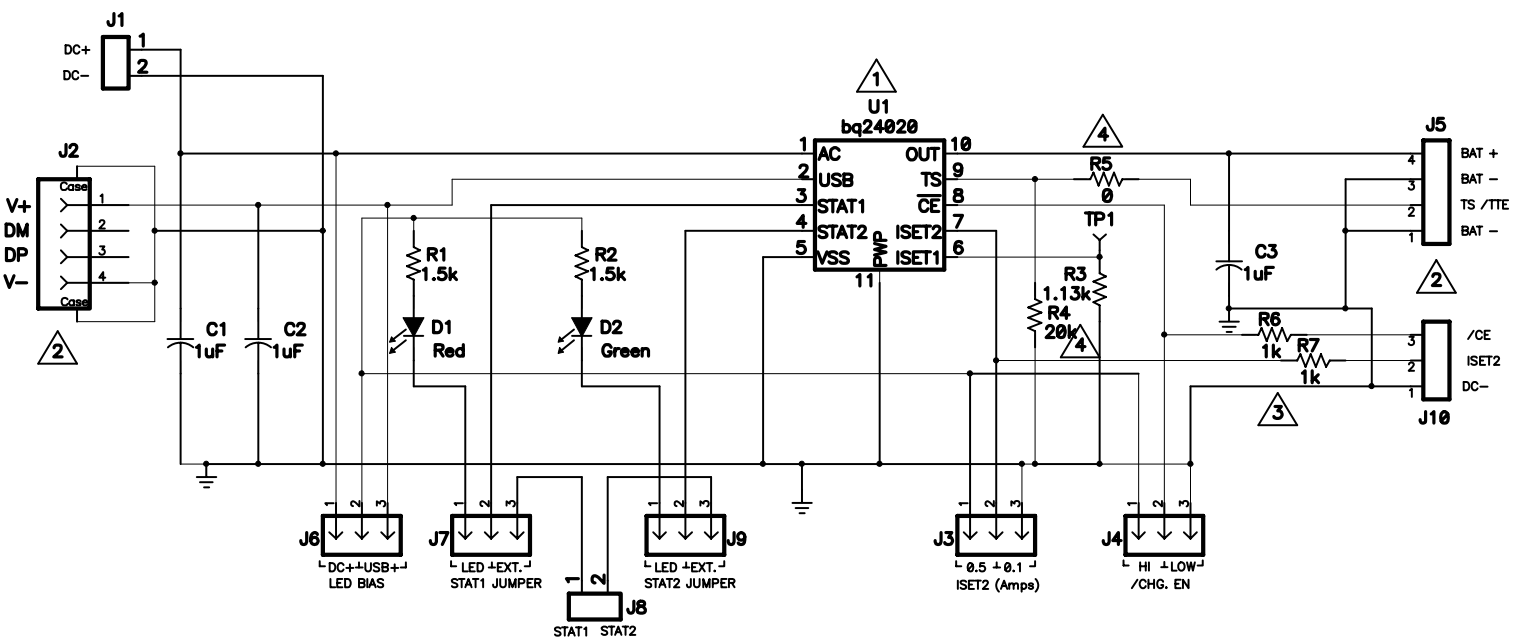 J1
DC+ 1
DC- 2
J2
Case
V+ 1
DM 2
DP 3
V- 4
Case
2
C1
1uF
C2
1uF
R1
1.5k
D1
Red
R2
1.5k
D2
Green
1
U1
bq24020
1 AC OUT 10
2 USB TS 9
3 STAT1 CE 8
4 STAT2 ISET2 7
5 VSS PWP ISET1 6
11
4
R5
0
TP1
R3
1.13k
R4
20k
4
C3
1uF
J5
4 BAT +
3 BAT -
2 TS /TTE
1 BAT -
2
R6
1k
R7
1k
3
3 /CE
2 ISET2
1 DC-
J10
1 2 3
J6
DC+ USB+
LED BIAS
1 2 3
J7
LED EXT.
STAT1 JUMPER
1 2 3
J9
LED EXT.
STAT2 JUMPER
1 2
J8
STAT1 STAT2
1 2 3
J3
0.5 0.1
ISET2 (Amps)
1 2 3
J4
HI LOW
/CHG. EN